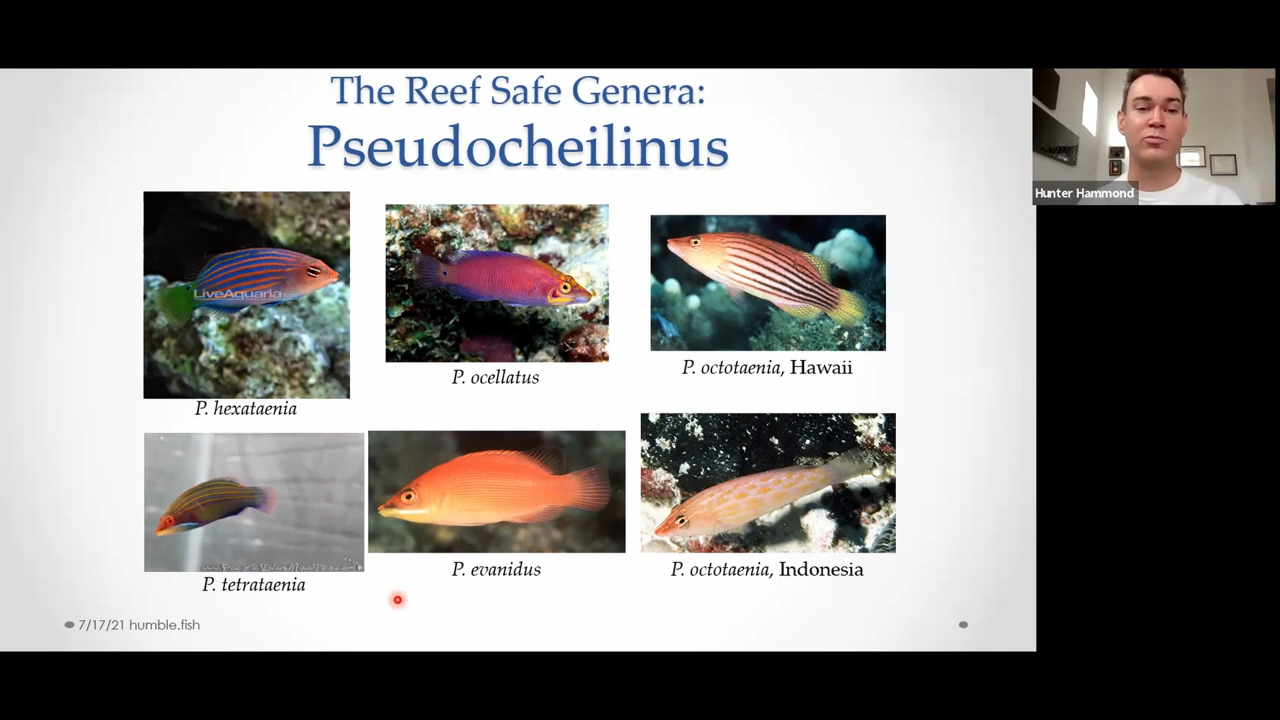 The Reef Safe Genera:
Pseudocheilinus
Hunter Hammond
LiveAquaria
P. hexataenia
P. ocellatus
P. octotaenia, Hawaii
P. tetrataenia
P. evanidus
P. octotaenia, Indonesia
7/17/21 humble.fish